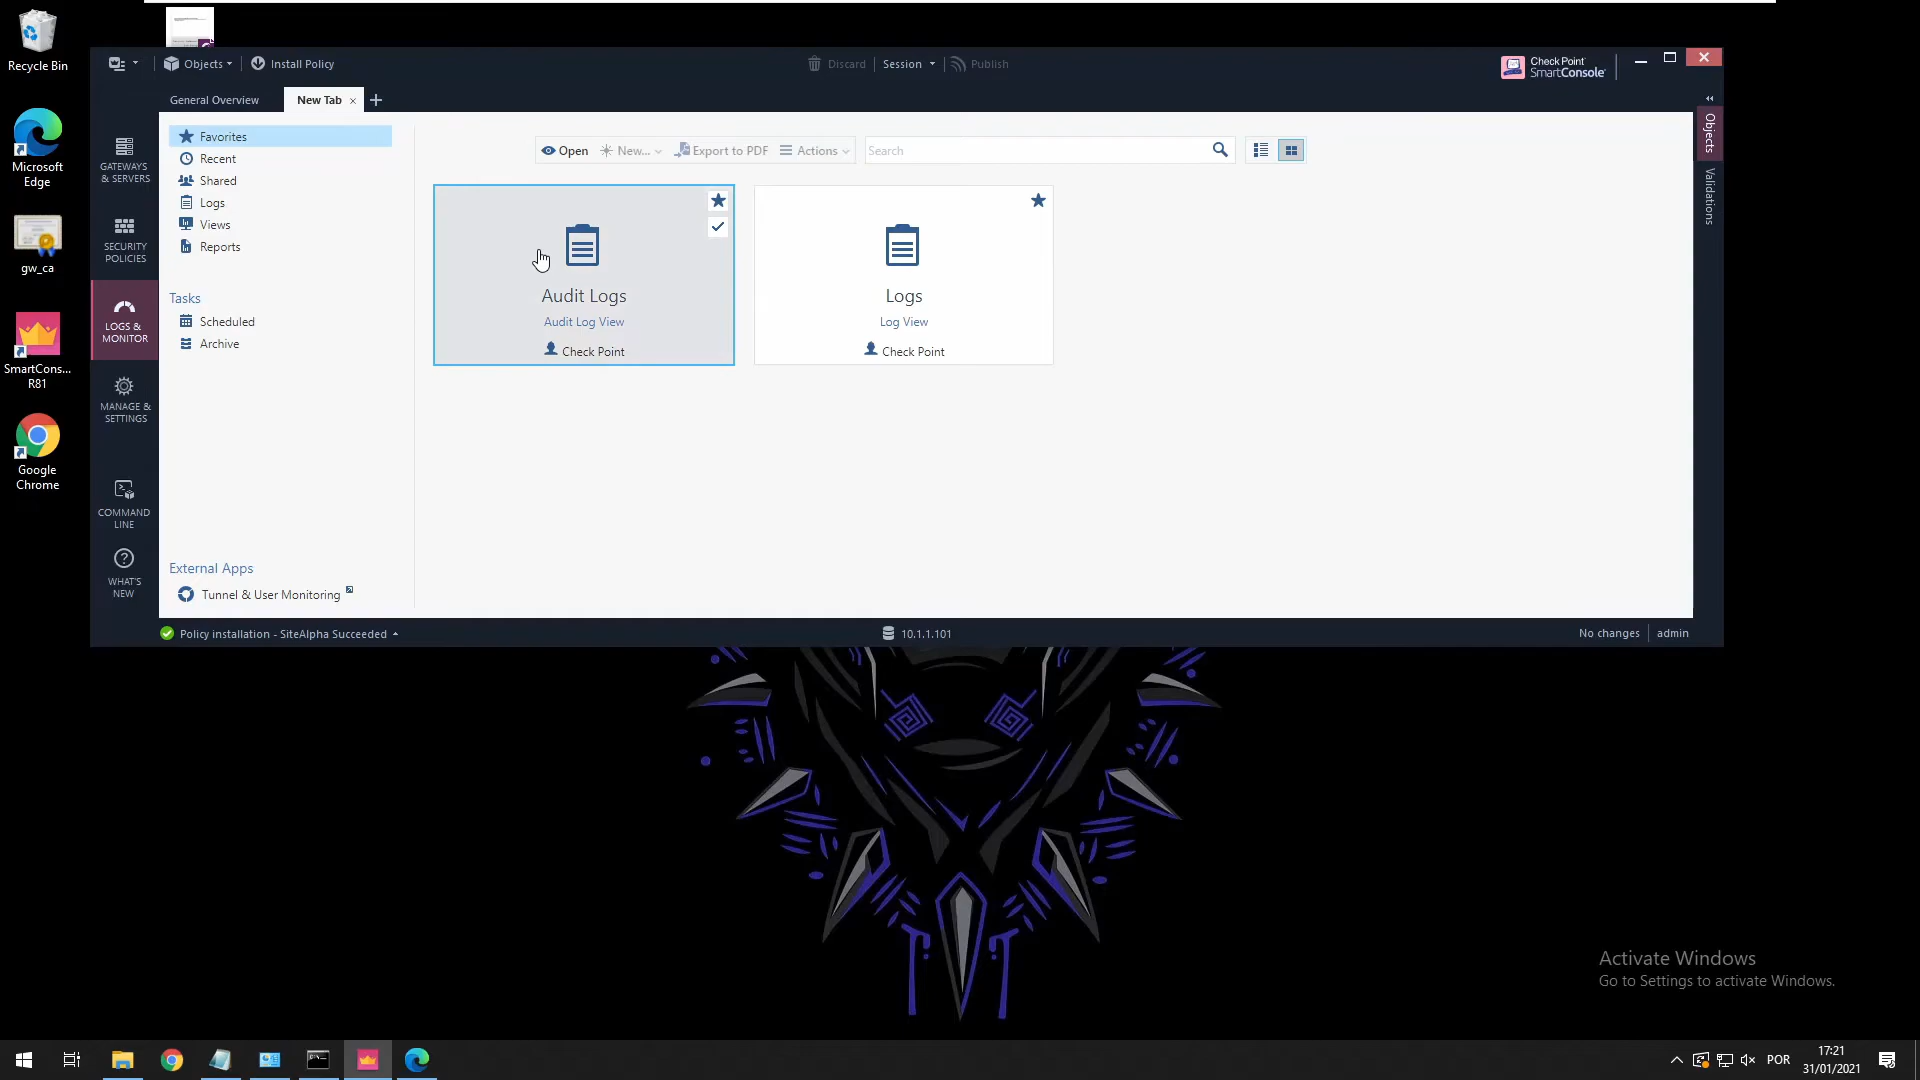 Recycle Bin
Microsoft
Edge
gw_ca
SmartCons...
R81
Google
Chrome
Objects
Install Policy
Discard
Session
Publish
Check Point
SmartConsole
General Overview
New Tab
GATEWAYS
& SERVERS
SECURITY
POLICIES
LOGS &
MONITOR
MANAGE &
SETTINGS
COMMAND
LINE
WHAT'S
NEW
Favorites
Recent
Shared
Logs
Views
Reports
Tasks
Scheduled
Archive
External Apps
Tunnel & User Monitoring
Open
New...
Export to PDF
Actions
Search
Audit Logs
Audit Log View
Check Point
Logs
Log View
Check Point
Objects
Validations
Policy installation - SiteAlpha Succeeded
10.1.1.101
No changes
admin
Activate Windows
Go to Settings to activate Windows.
POR
17:21
31/01/2021